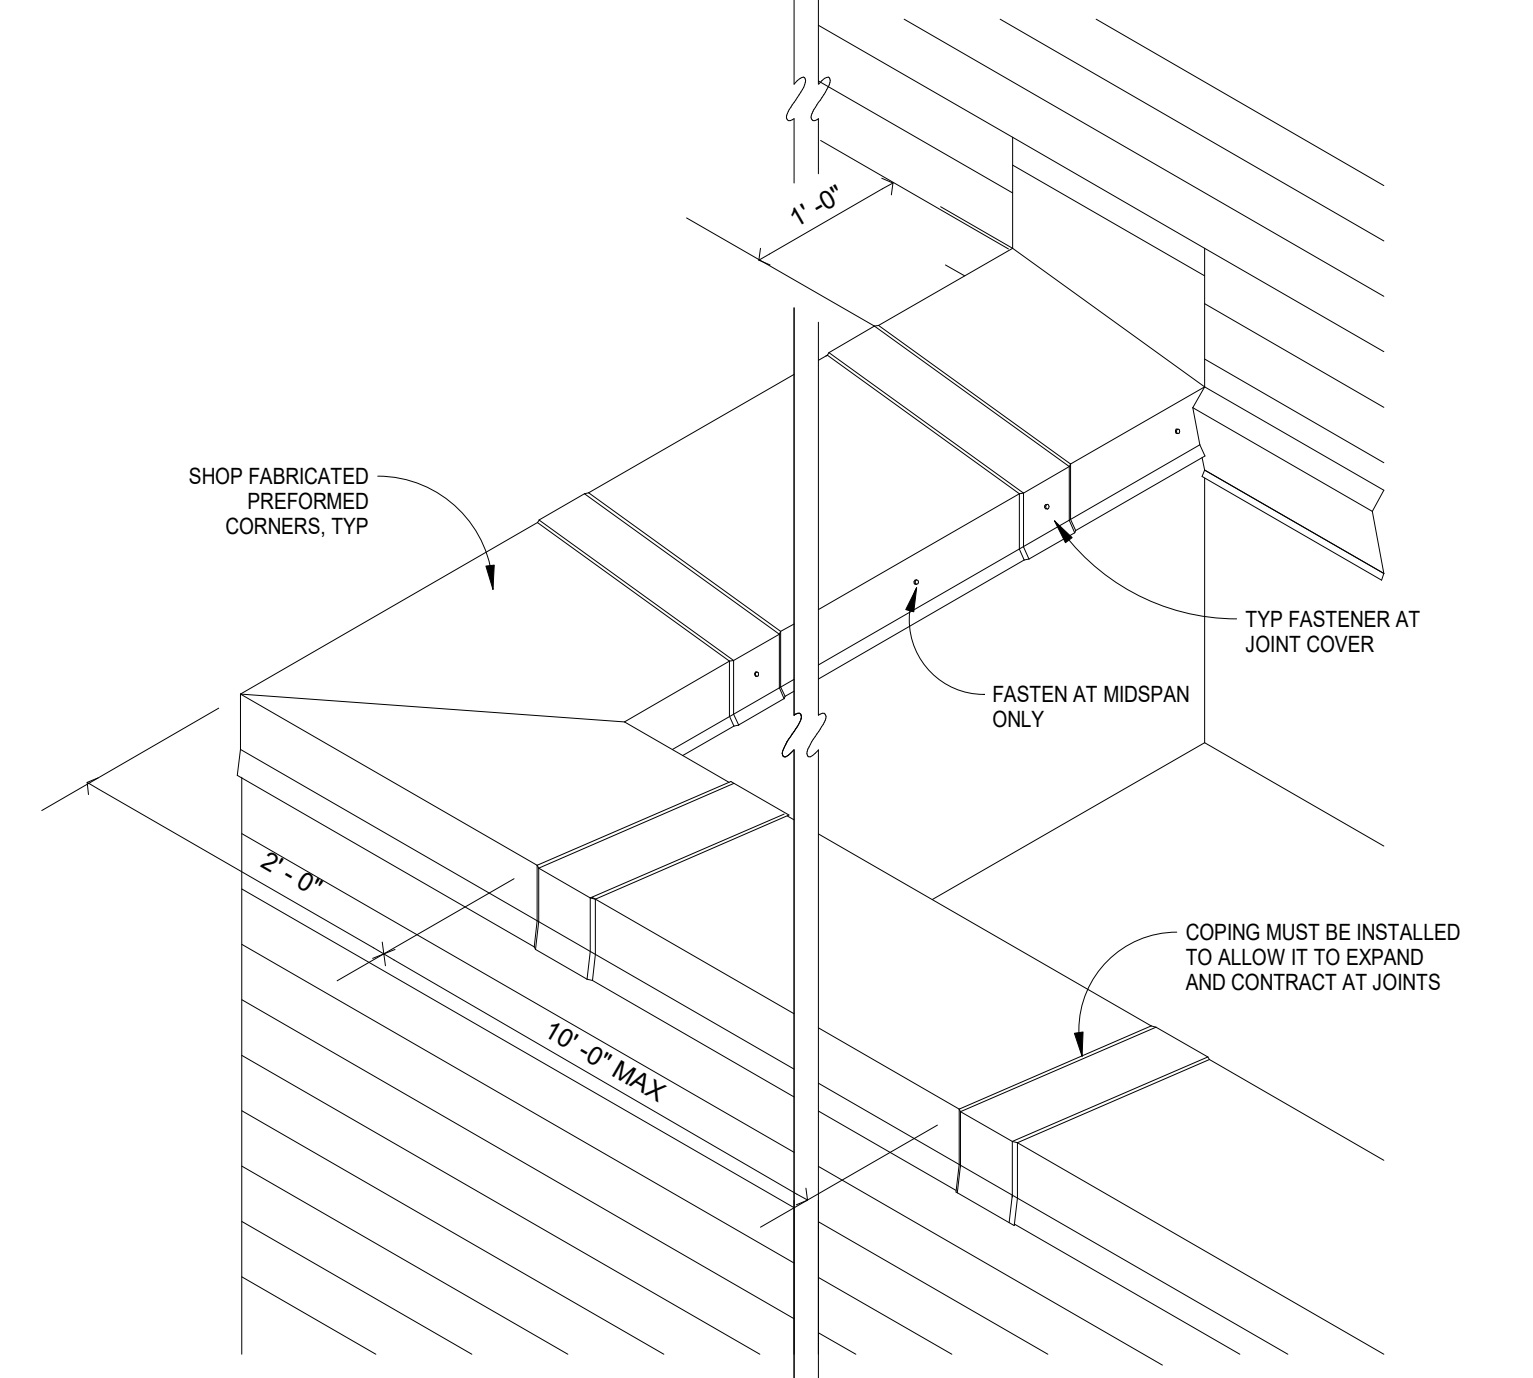 1' -0"
SHOP FABRICATED
PREFORMED
CORNERS, TYP
TYP FASTENER AT
JOINT COVER
FASTEN AT MIDSPAN
ONLY
2' - 0"
COPING MUST BE INSTALLED
TO ALLOW IT TO EXPAND
AND CONTRACT AT JOINTS
10' -0" MAX